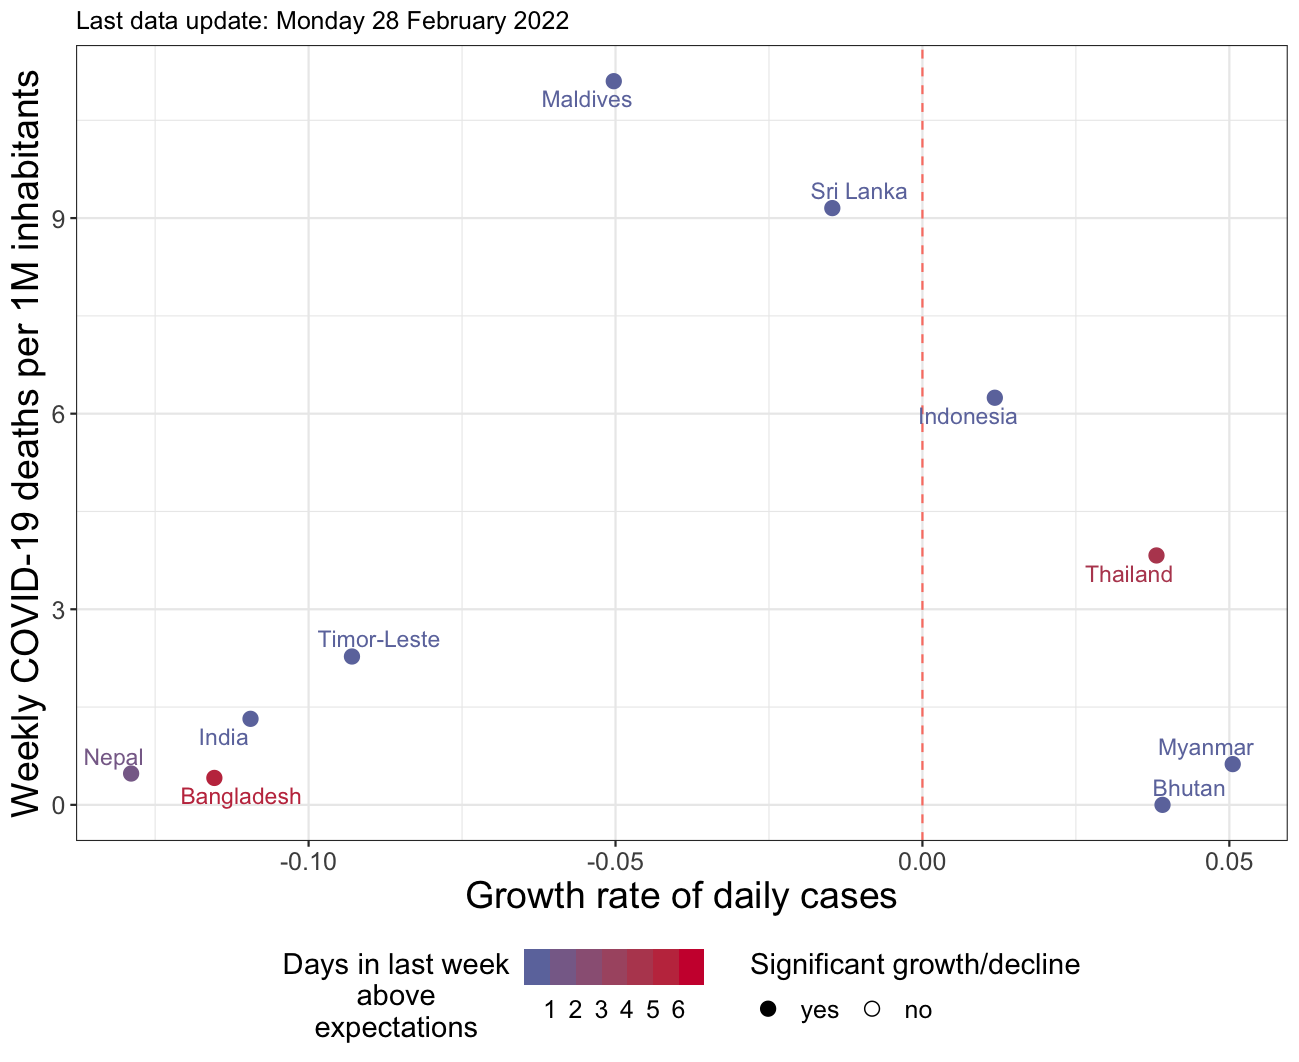 Last data update: Monday 28 February 2022
Weekly COVID-19 deaths per 1M inhabitants
9
6
3
0
Maldives
Sri Lanka
Indonesia
Thailand
Timor-Leste
India
Nepal
Bangladesh
Myanmar
Bhutan
-0.10 -0.05 0.00 0.05
Growth rate of daily cases
Days in last week
above
expectations
1 2 3 4 5 6
Significant growth/decline
yes no